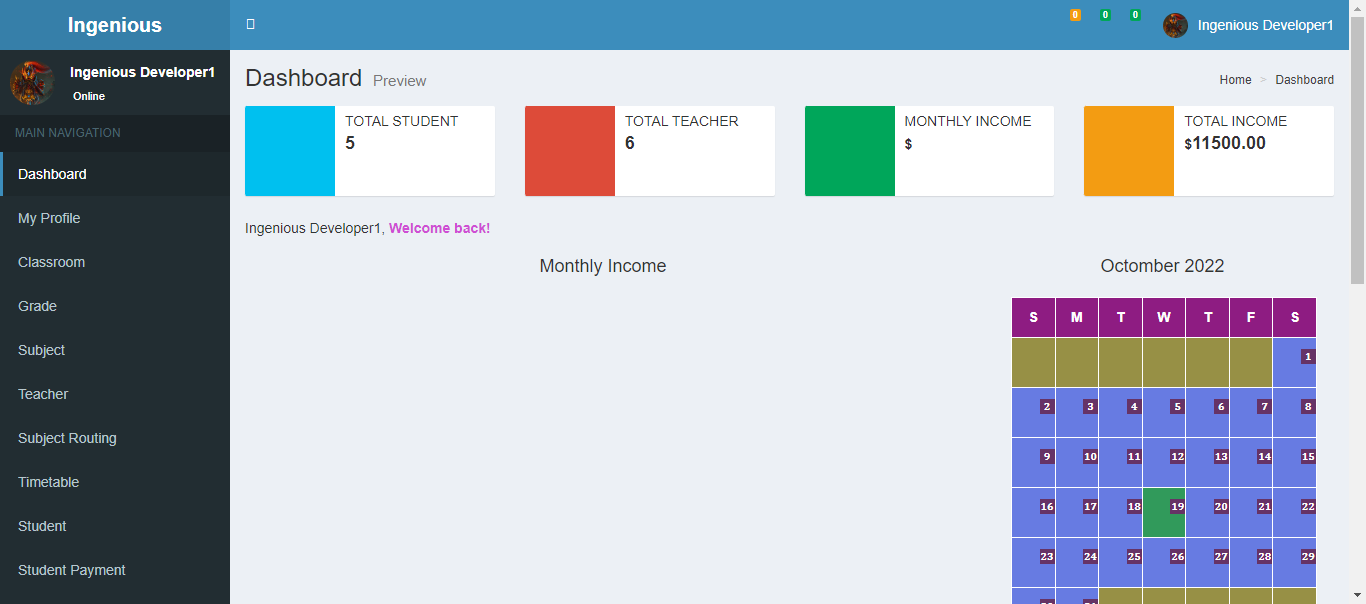 Ingenious
0 0 0 Ingenious Developer1
Ingenious Developer1
Online
MAIN NAVIGATION
Dashboard
My Profile
Classroom
Grade
Subject
Teacher
Subject Routing
Timetable
Student
Student Payment
Dashboard Preview
Home > Dashboard
TOTAL STUDENT
5
TOTAL TEACHER
6
MONTHLY INCOME
$
TOTAL INCOME
$11500.00
Ingenious Developer1, Welcome back!
Monthly Income
Octomber 2022
S M T W T F S
1
2 3 4 5 6 7 8
9 10 11 12 13 14 15
16 17 18 19 20 21 22
23 24 25 26 27 28 29